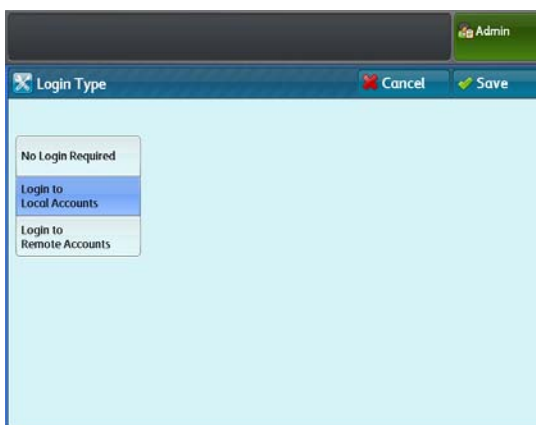 Admin
Login Type
Cancel
Save
No Login Required
Login to
Local Accounts
Login to
Remote Accounts